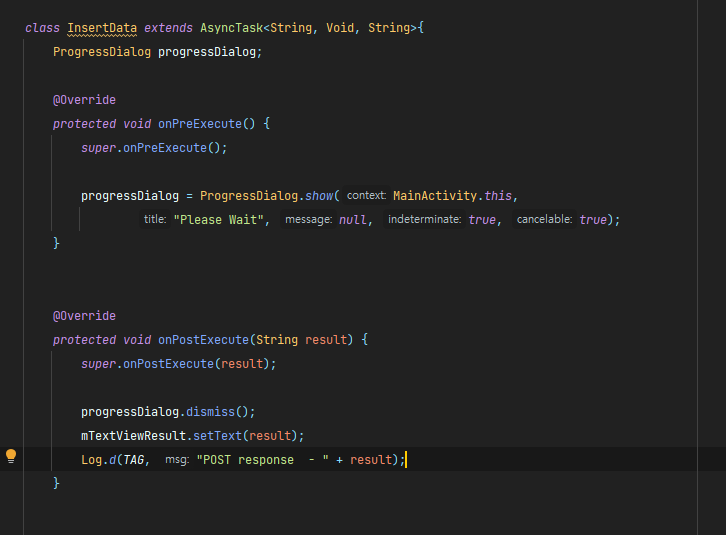 class InsertData extends AsyncTask<String, Void, String>{
ProgressDialog progressDialog;
@Override
protected void onPreExecute() {
super.onPreExecute();
progressDialog = ProgressDialog.show( context: MainActivity.this,
title: "Please Wait", message: null, indeterminate: true, cancelable: true);
}
@Override
protected void onPostExecute(String result) {
super.onPostExecute(result);
progressDialog.dismiss();
mTextViewResult.setText(result);
Log.d(TAG, msg: "POST response  - " + result);
}